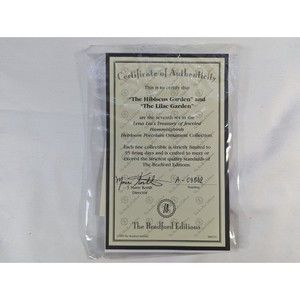 Certificate of Authenticity
This is to certify that
"The Hibiscus Garden" and
"The Lilac Garden"
are the seventh set in the
Lena Liu's Treasury of Jeweled
Hummingbirds
Heirloom Porcelain Ornament Collection.
Each fine collectible is strictly limited to
95 firing days and is crafted to meet or
exceed the strictest quality standards of
The Bradford Editions.
J. Marie Keith
Director
The Bradford Editions